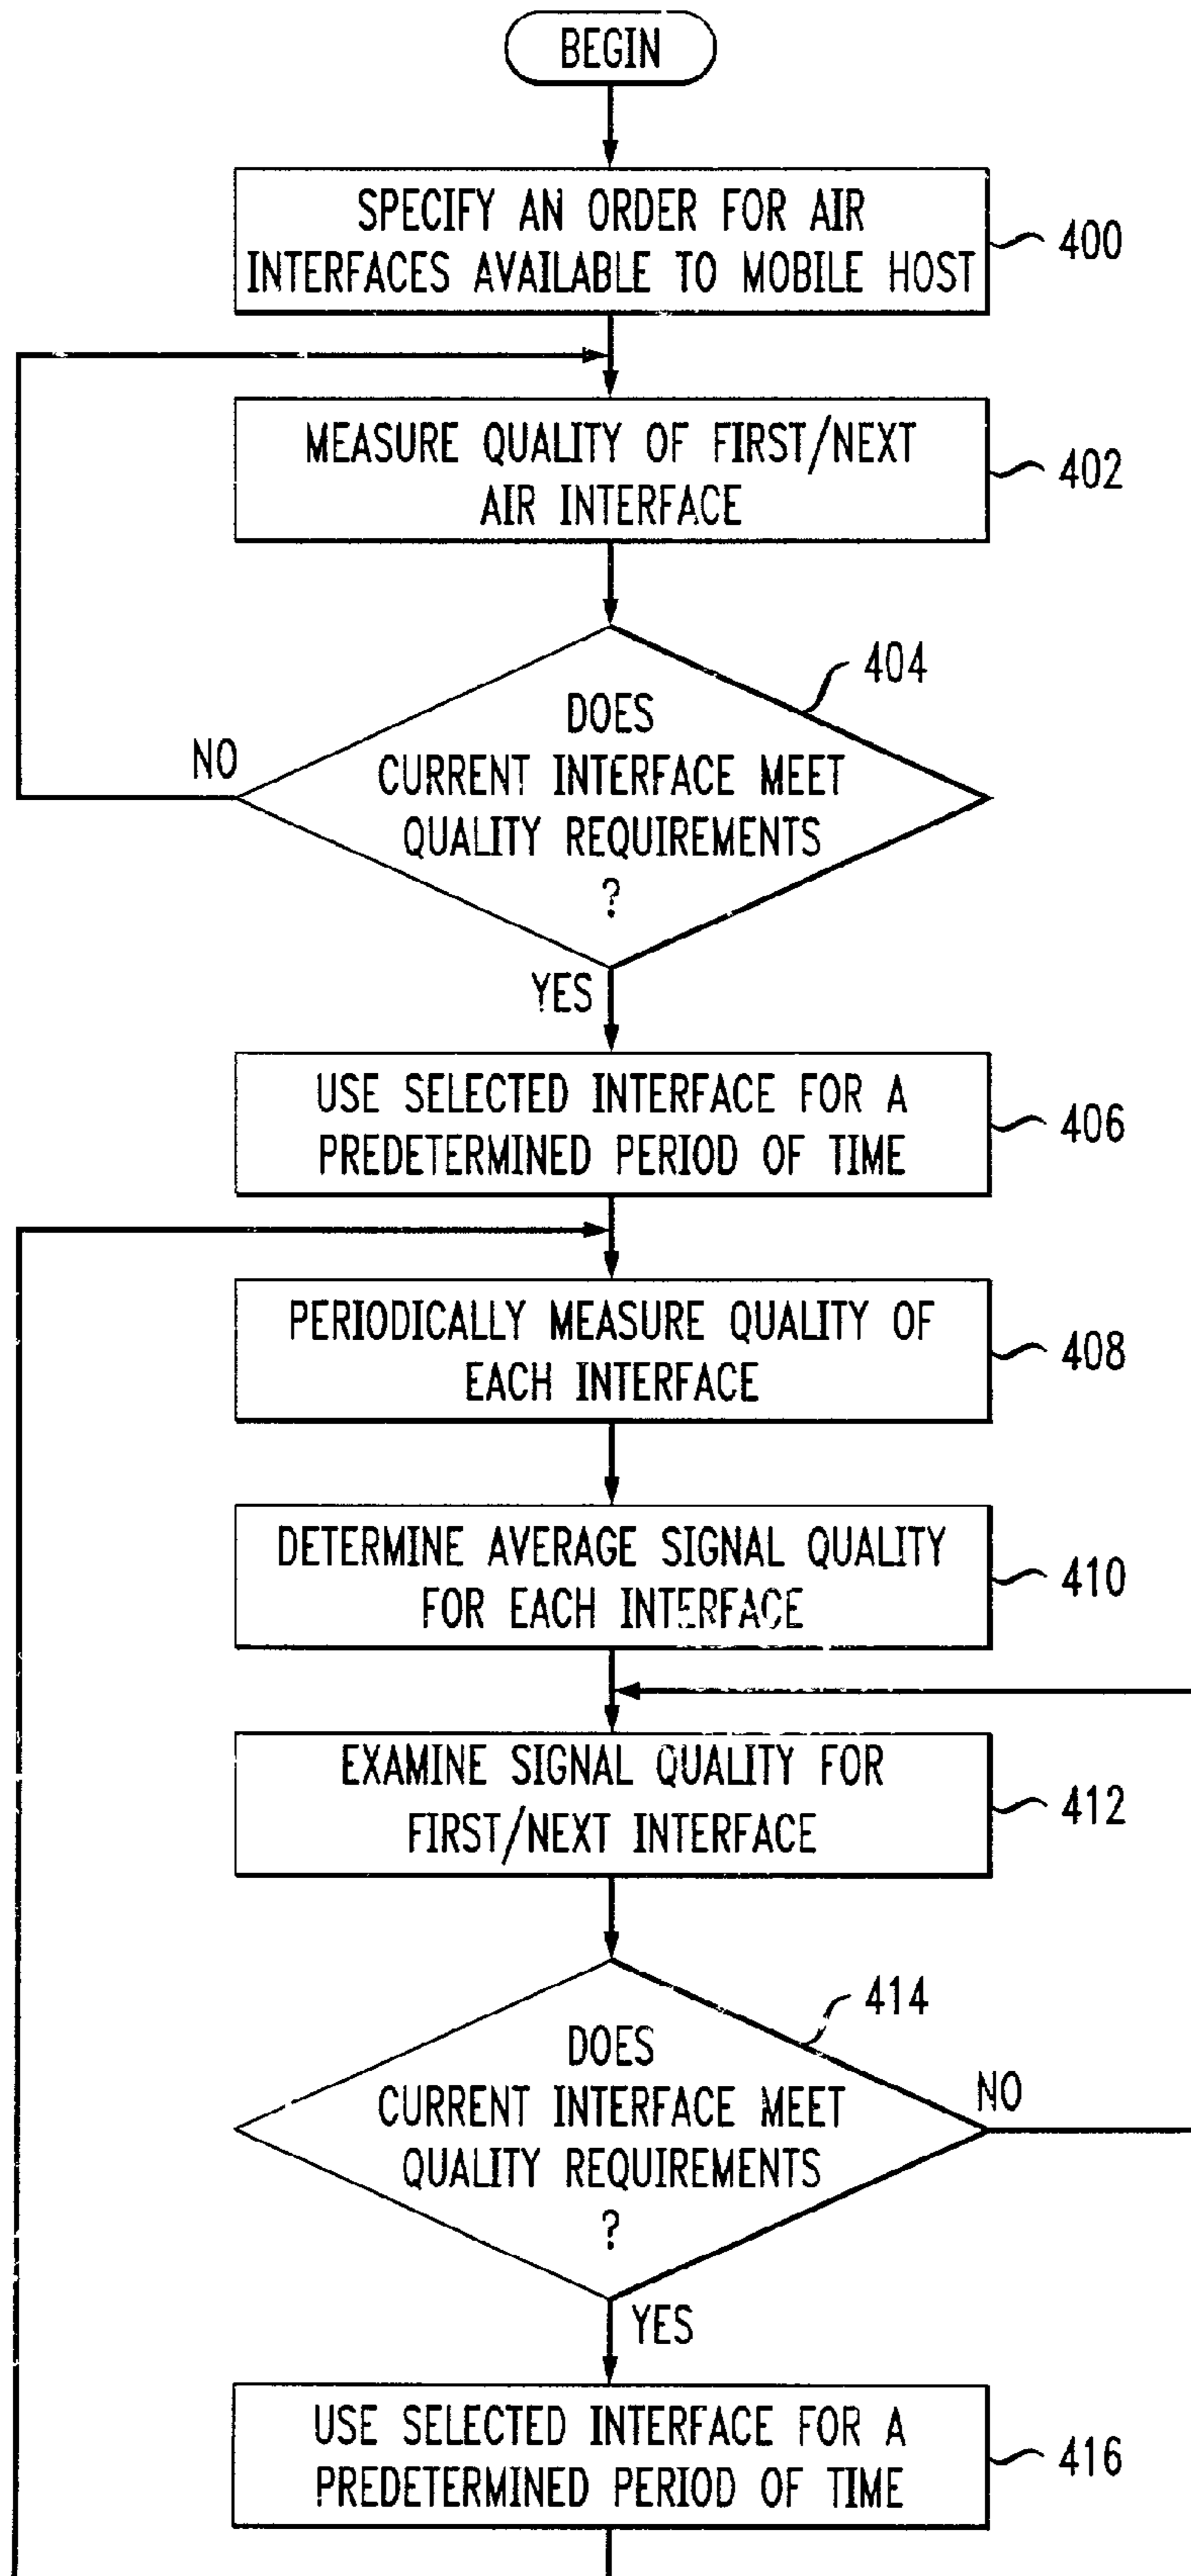 BEGIN
SPECIFY AN ORDER FOR AIR
INTERFACES AVAILABLE TO MOBILE HOST
400
MEASURE QUALITY OF FIRST/NEXT
AIR INTERFACE
402
404
DOES
CURRENT INTERFACE MEET
QUALITY REQUIREMENTS
?
NO
YES
USE SELECTED INTERFACE FOR A
PREDETERMINED PERIOD OF TIME
406
PERIODICALLY MEASURE QUALITY OF
EACH INTERFACE
408
DETERMINE AVERAGE SIGNAL QUALITY
FOR EACH INTERFACE
410
EXAMINE SIGNAL QUALITY FOR
FIRST/NEXT INTERFACE
412
414
DOES
CURRENT INTERFACE MEET
QUALITY REQUIREMENTS
?
NO
YES
USE SELECTED INTERFACE FOR A
PREDETERMINED PERIOD OF TIME
416